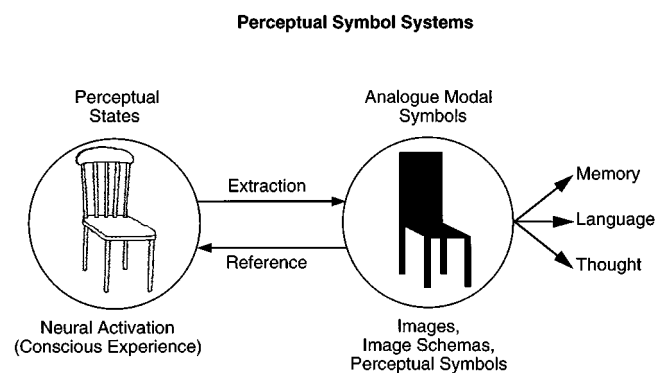 Perceptual Symbol Systems
Perceptual
States
Analogue Modal
Symbols
Extraction
Reference
Memory
Language
Thought
Neural Activation
(Conscious Experience)
Images,
Image Schemas,
Perceptual Symbols